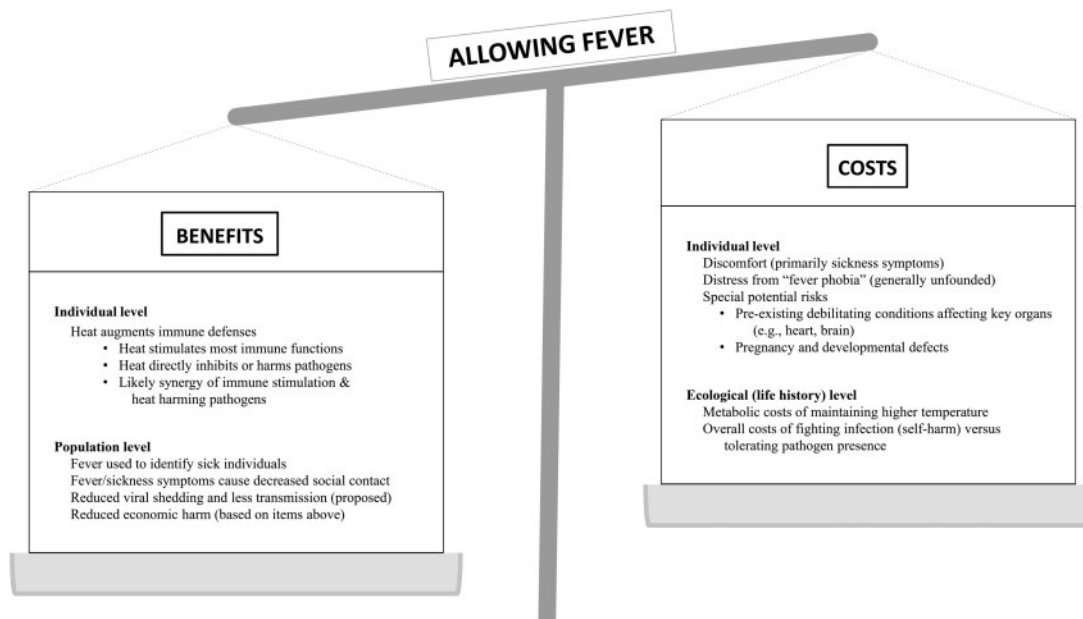 ALLOWING FEVER
BENEFITS
Individual level
Heat augments immune defenses
• Heat stimulates most immune functions
• Heat directly inhibits or harms pathogens
• Likely synergy of immune stimulation &
heat harming pathogens
Population level
Fever used to identify sick individuals
Fever/sickness symptoms cause decreased social contact
Reduced viral shedding and less transmission (proposed)
Reduced economic harm (based on items above)
COSTS
Individual level
Discomfort (primarily sickness symptoms)
Distress from “fever phobia” (generally unfounded)
Special potential risks
• Pre-existing debilitating conditions affecting key organs
(e.g., heart, brain)
• Pregnancy and developmental defects
Ecological (life history) level
Metabolic costs of maintaining higher temperature
Overall costs of fighting infection (self-harm) versus
tolerating pathogen presence